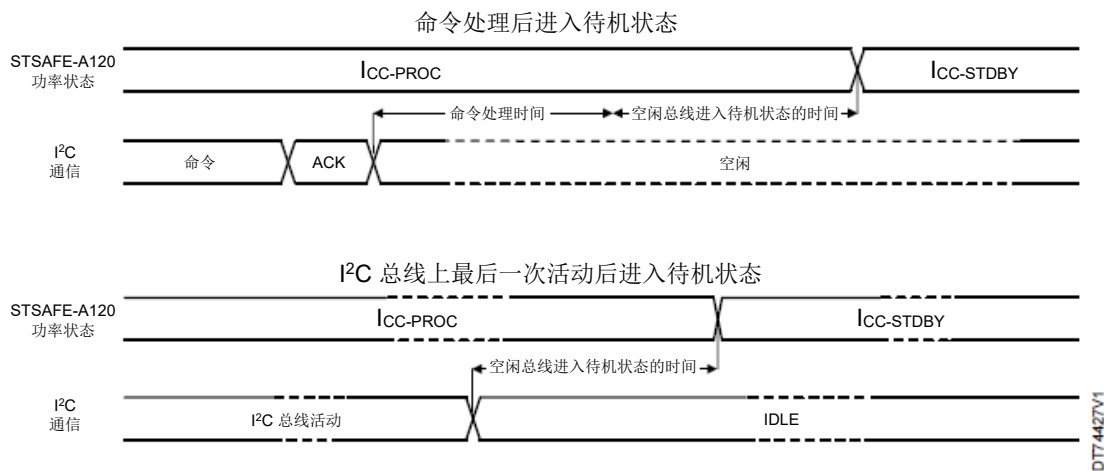 命令处理后进入待机状态
STSAFE-A120
功率状态
ICC-PROC
ICC-STDBY
命令处理时间
空闲总线进入待机状态的时间
I²C
通信
命令
ACK
空闲
I²C 总线上最后一次活动后进入待机状态
STSAFE-A120
功率状态
ICC-PROC
ICC-STDBY
空闲总线进入待机状态的时间
I²C
通信
I²C 总线活动
IDLE
DT74427V1